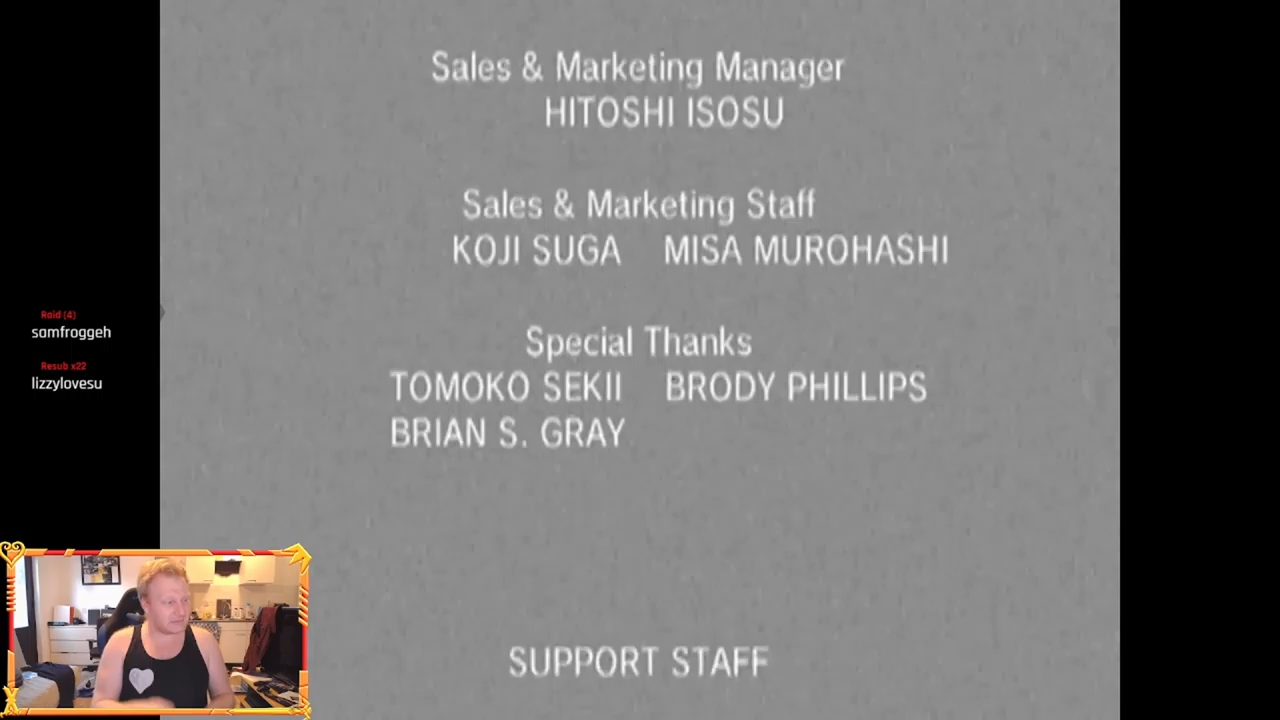 Sales & Marketing Manager
HITOSHI ISOSU
Sales & Marketing Staff
KOJI SUGA MISA MUROHASHI
Special Thanks
TOMOKO SEKII BRODY PHILLIPS
BRIAN S. GRAY
SUPPORT STAFF
Raid (4)
samfroggeh
Resub x22
lizzylovesu